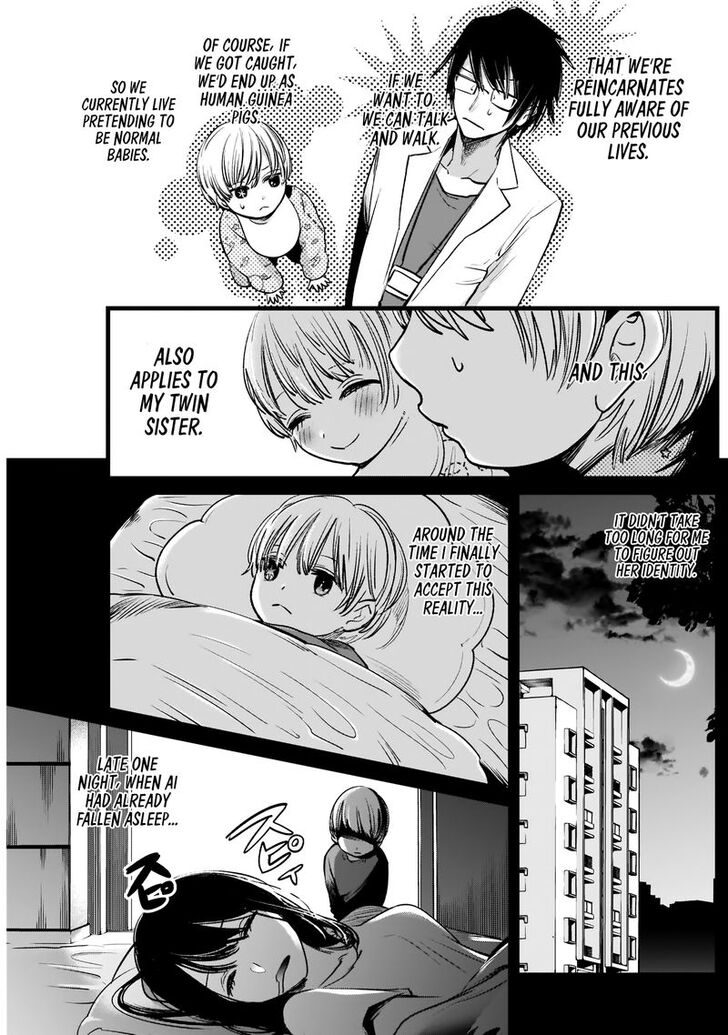 THAT WE'RE
REINCARNATES
FULLY AWARE OF
OUR PREVIOUS
LIVES.
IF WE
WANT TO,
WE CAN TALK
AND WALK.
OF COURSE, IF
WE GOT CAUGHT,
WE'D END UP AS
HUMAN GUINEA
PIGS.
SO WE
CURRENTLY LIVE
PRETENDING TO
BE NORMAL
BABIES.
AND THIS,
ALSO
APPLIES TO
MY TWIN
SISTER.
IT DIDN'T TAKE
TOO LONG FOR ME
TO FIGURE OUT
HER IDENTITY.
AROUND THE
TIME I FINALLY
STARTED TO
ACCEPT THIS
REALITY...
LATE ONE
NIGHT, WHEN AI
HAD ALREADY
FALLEN ASLEEP...
スピィ
スピ